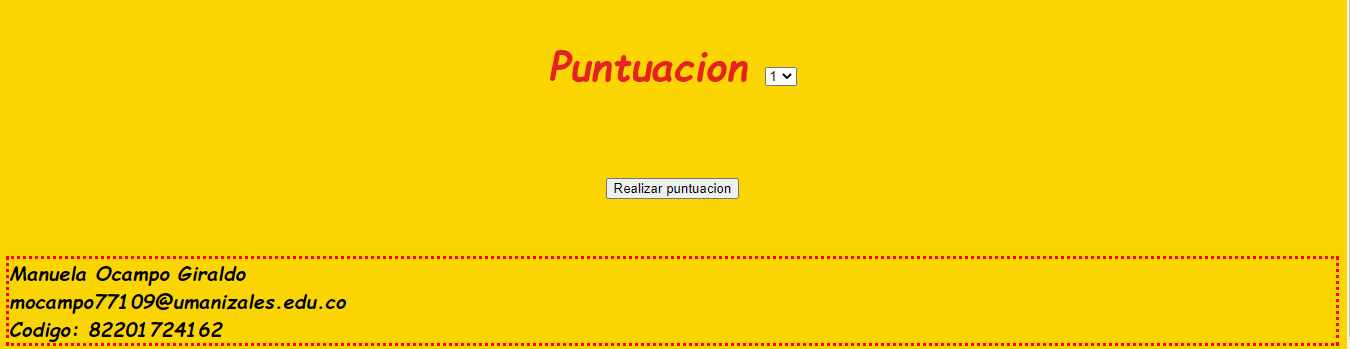 Puntuacion 1
Realizar puntuacion
Manuela Ocampo Giraldo
mocampo77109@umanizales.edu.co
Codigo: 82201724162